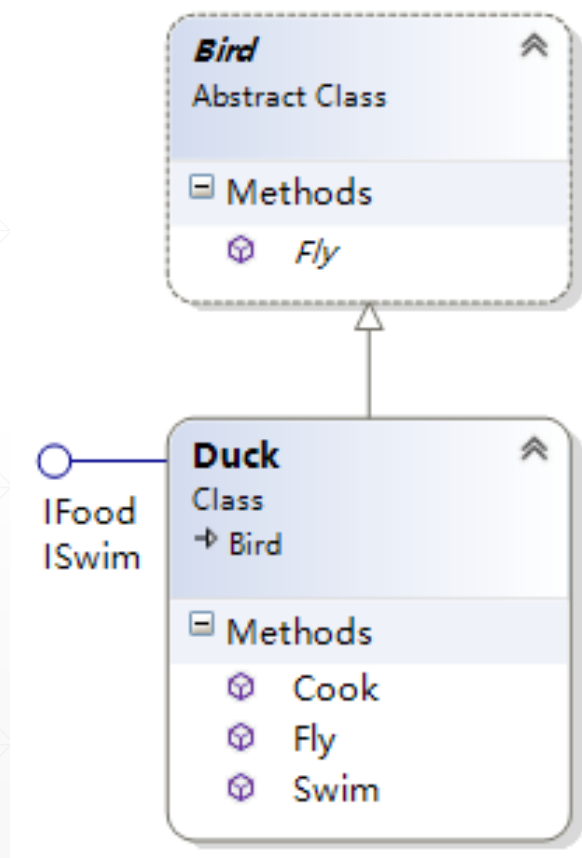 Bird
Abstract Class
Methods
Fly
Duck
Class
Bird
IFood
ISwim
Methods
Cook
Fly
Swim